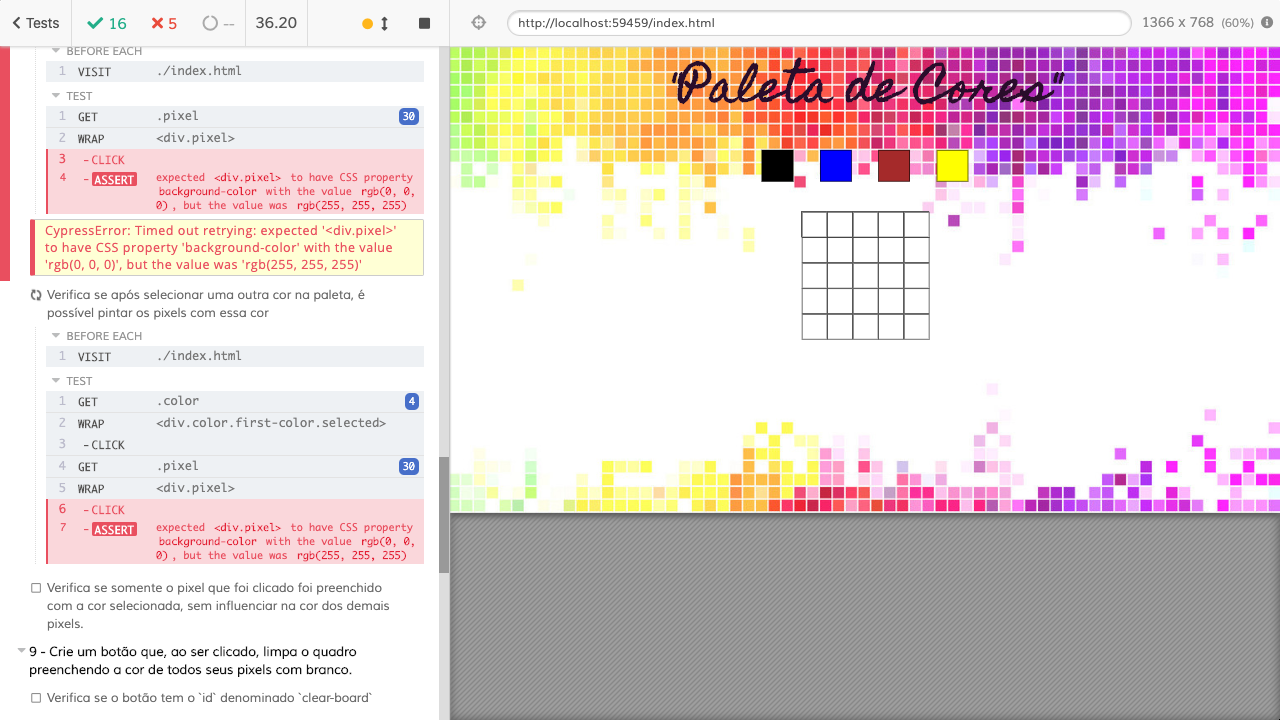 Tests
16
5
--
36.20
http://localhost:59459/index.html
1366 x 768 (60%)
BEFORE EACH
1 VISIT ./index.html
TEST
1 GET .pixel 30
2 WRAP <div.pixel>
3 -CLICK
4 -ASSERT expected <div.pixel> to have CSS property
background-color with the value rgb(0, 0,
0), but the value was rgb(255, 255, 255)
CypressError: Timed out retrying: expected '<div.pixel>'
to have CSS property 'background-color' with the value
'rgb(0, 0, 0)', but the value was 'rgb(255, 255, 255)'
Verifica se após selecionar uma outra cor na paleta, é
possível pintar os pixels com essa cor
BEFORE EACH
1 VISIT ./index.html
TEST
1 GET .color 4
2 WRAP <div.color.first-color.selected>
3 -CLICK
4 GET .pixel 30
5 WRAP <div.pixel>
6 -CLICK
7 -ASSERT expected <div.pixel> to have CSS property
background-color with the value rgb(0, 0,
0), but the value was rgb(255, 255, 255)
Verifica se somente o pixel que foi clicado foi preenchido
com a cor selecionada, sem influenciar na cor dos demais
pixels.
9 - Crie um botão que, ao ser clicado, limpa o quadro
preenchendo a cor de todos seus pixels com branco.
Verifica se o botão tem o `id` denominado `clear-board`
"Paleta de Cores"